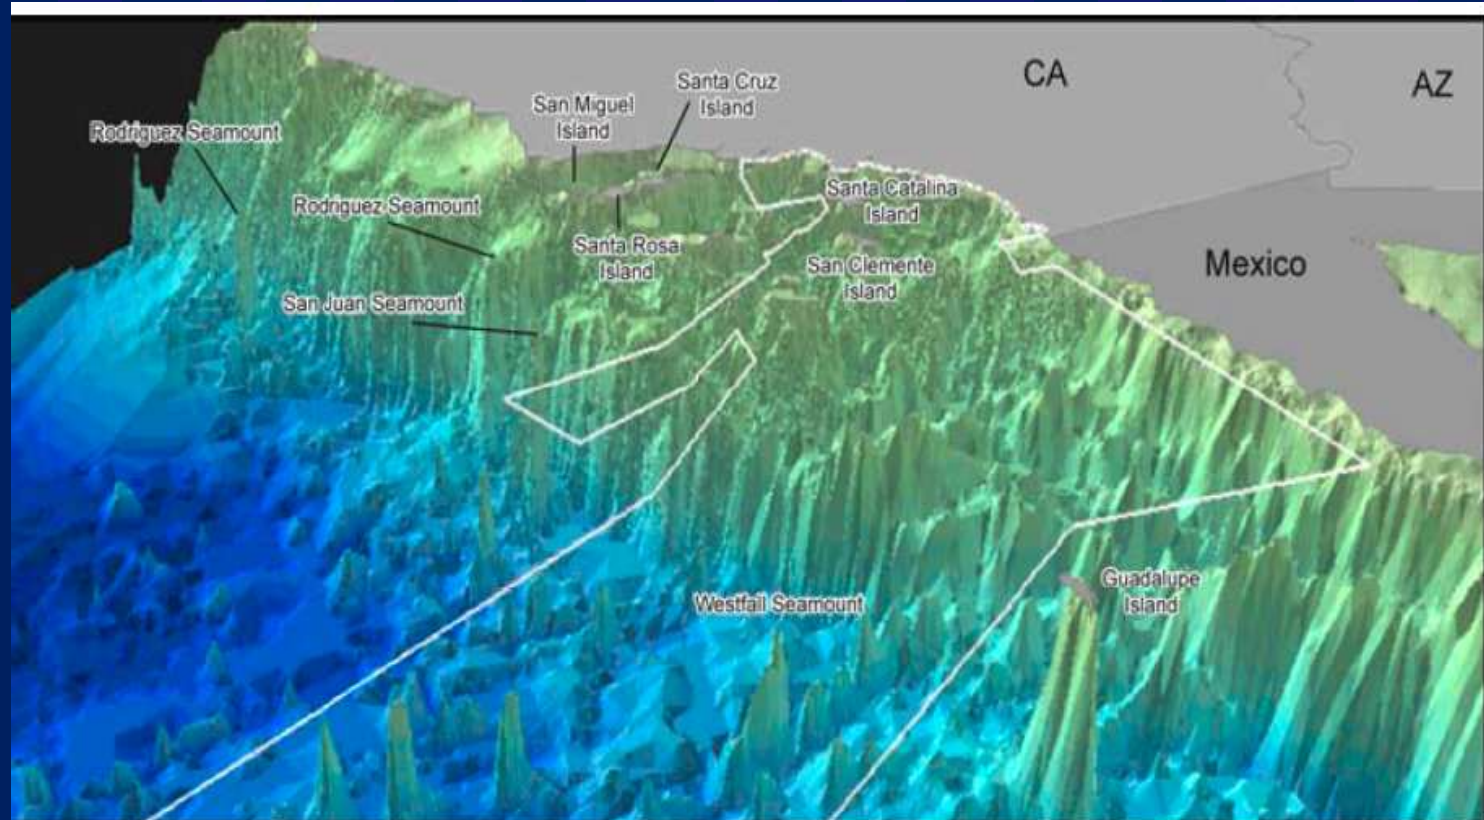 CA
AZ
Santa Cruz
Island
San Miguel
Island
Rodriguez Seamount
Santa Catalina
Island
Rodriguez Seamount
Santa Rosa
Island
San Clemente
Island
Mexico
San Juan Seamount
Guadalupe
Island
Westfall Seamount